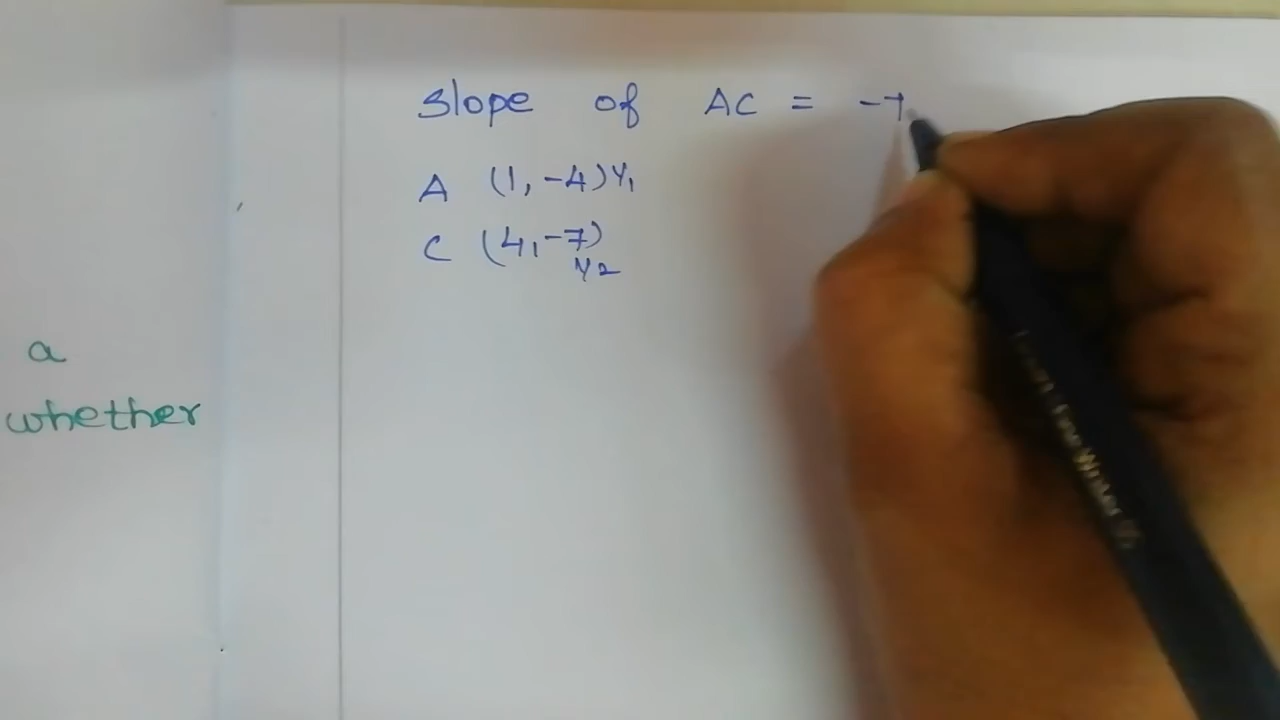 a
whether
Slope of AC = -7
A (1, -4) y₁
C (4, -7)
y₂